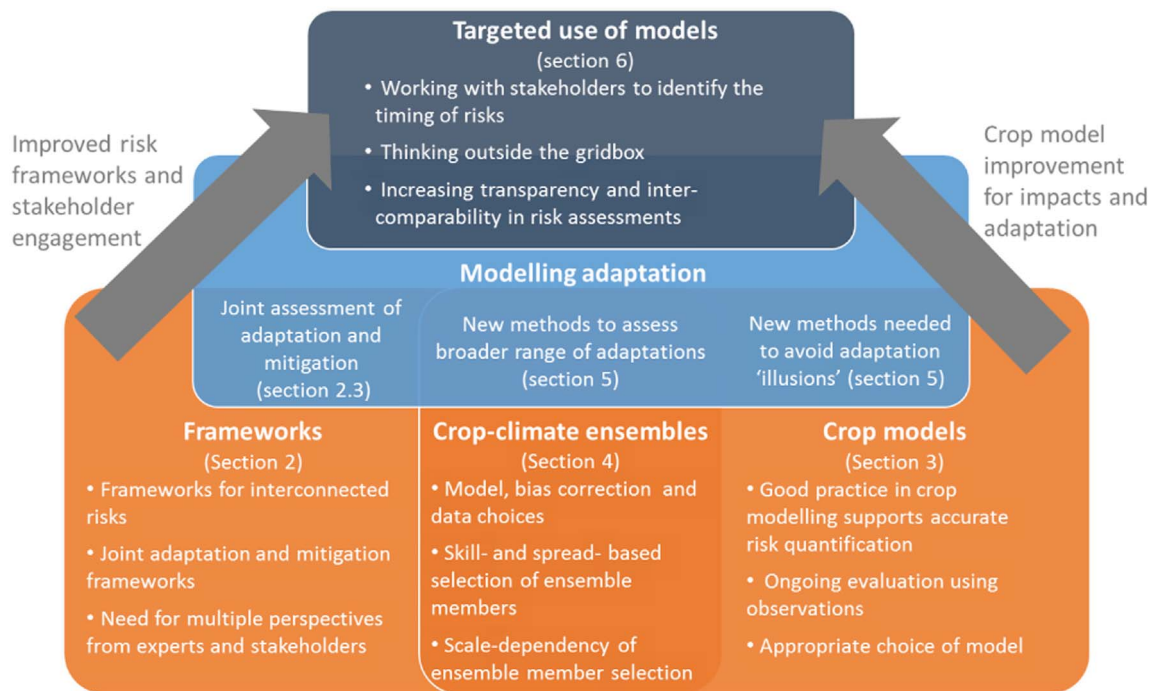 Targeted use of models
(section 6)
• Working with stakeholders to identify the
timing of risks
• Thinking outside the gridbox
• Increasing transparency and inter-
comparability in risk assessments
Improved risk
frameworks and
stakeholder
engagement
Crop model
improvement
for impacts and
adaptation
Modelling adaptation
Joint assessment of
adaptation and
mitigation
(section 2.3)
New methods to assess
broader range of adaptations
(section 5)
New methods needed
to avoid adaptation
‘illusions’ (section 5)
Frameworks
(Section 2)
• Frameworks for interconnected
risks
• Joint adaptation and mitigation
frameworks
• Need for multiple perspectives
from experts and stakeholders
Crop-climate ensembles
(Section 4)
• Model, bias correction and
data choices
• Skill- and spread- based
selection of ensemble
members
• Scale-dependency of
ensemble member selection
Crop models
(Section 3)
• Good practice in crop
modelling supports accurate
risk quantification
• Ongoing evaluation using
observations
• Appropriate choice of model